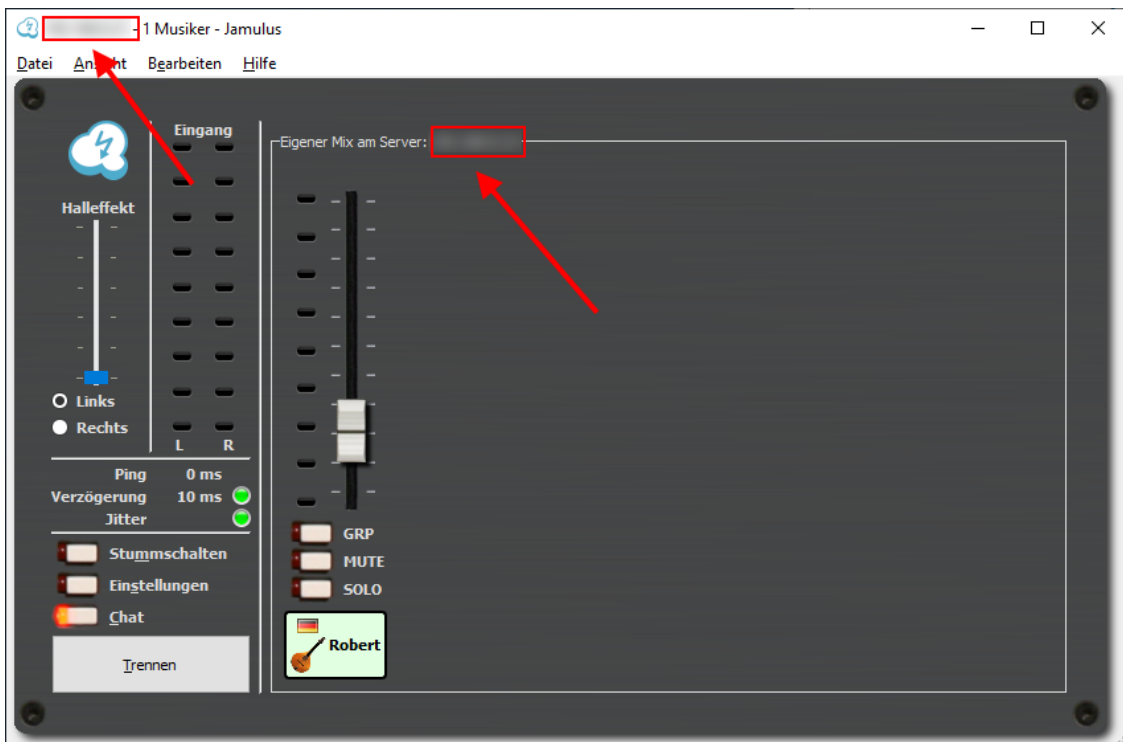 - 1 Musiker - Jamulus
Datei Ansicht Bearbeiten Hilfe
Eingang
Halleffekt
Links
Rechts
L R
Ping 0 ms
Verzögerung 10 ms
Jitter
Stummschalten
Einstellungen
Chat
Trennen
Eigener Mix am Server:
GRP
MUTE
SOLO
Robert